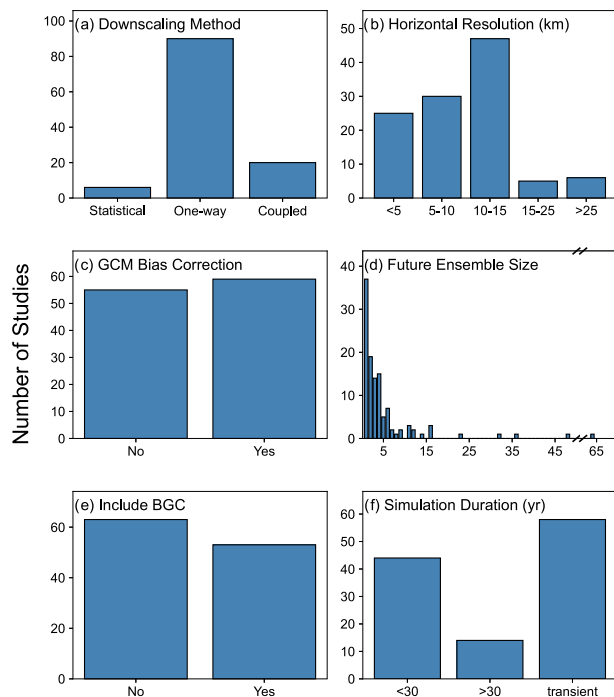 (a) Downscaling Method
100
80
60
40
20
0
Statistical One-way Coupled
(b) Horizontal Resolution (km)
50
40
30
20
10
0
<5 5-10 10-15 15-25 >25
Number of Studies
(c) GCM Bias Correction
60
50
40
30
20
10
0
No Yes
(d) Future Ensemble Size
40
30
20
10
0
5 15 25 35 45 65
(e) Include BGC
60
40
20
0
No Yes
(f) Simulation Duration (yr)
60
50
40
30
20
10
0
<30 >30 transient